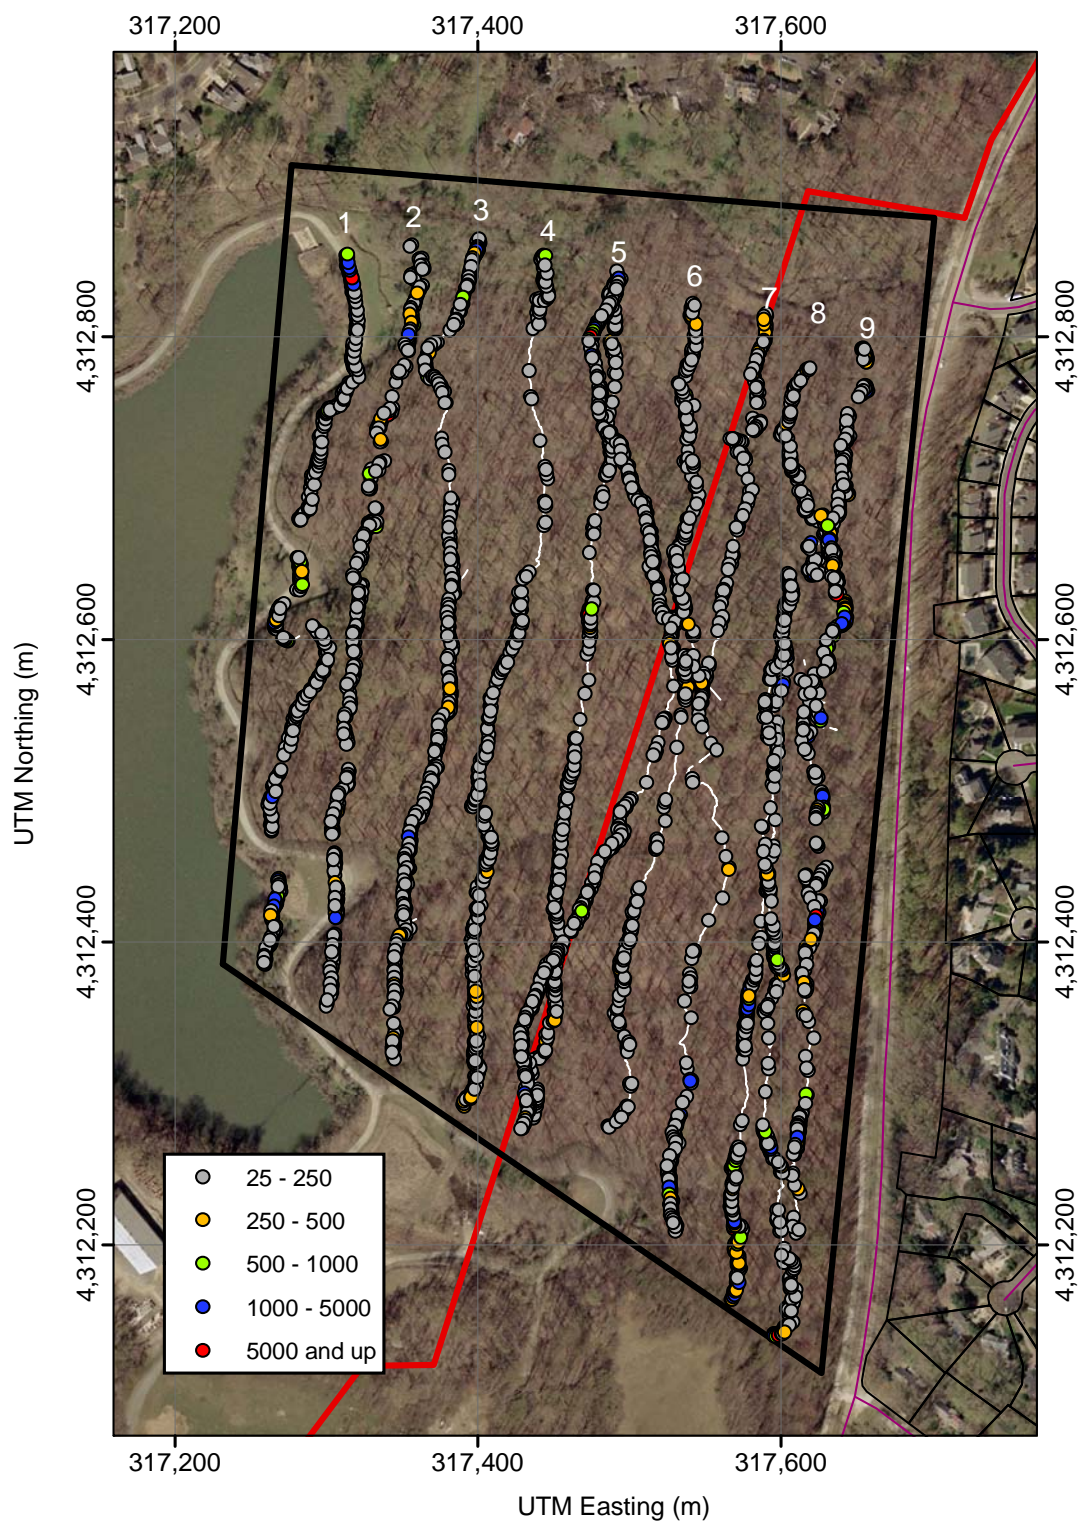 317,200 317,400 317,600
1 2 3 4 5 6 7 8 9
4,312,800
4,312,600
4,312,400
4,312,200
4,312,800
4,312,600
4,312,400
4,312,200
UTM Northing (m)
25 - 250
250 - 500
500 - 1000
1000 - 5000
5000 and up
317,200 317,400 317,600
UTM Easting (m)